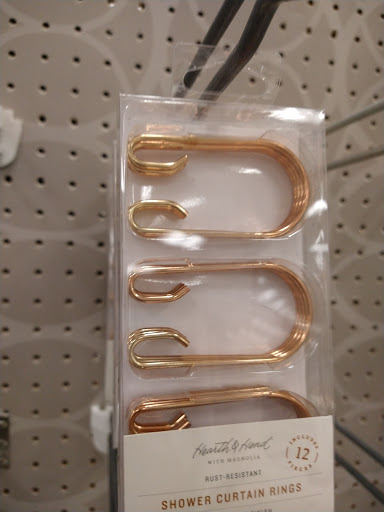 Hearth & Hand
WITH MAGNOLIA
INCLUDES
12
PIECES
RUST-RESISTANT
SHOWER CURTAIN RINGS